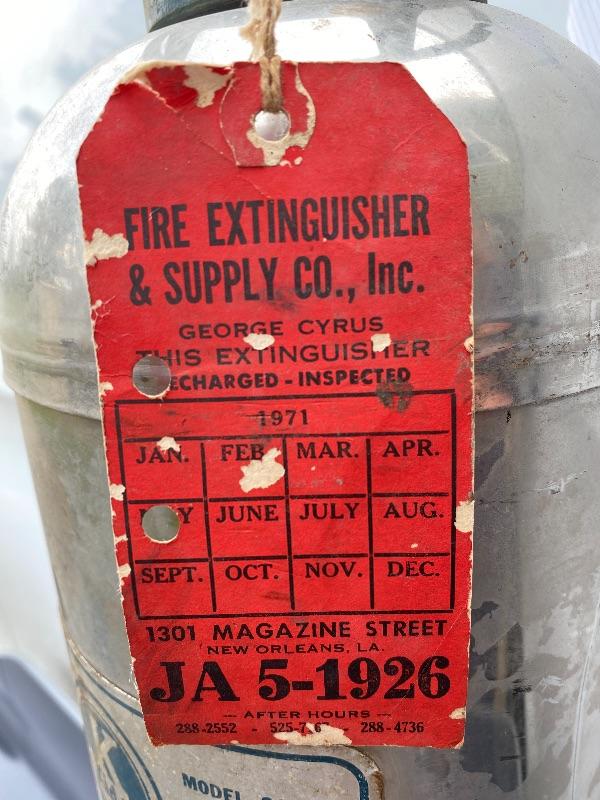 FIRE EXTINGUISHER
& SUPPLY CO., Inc.
GEORGE CYRUS
THIS EXTINGUISHER
RECHARGED - INSPECTED
1971
JAN. FEB. MAR. APR.
MAY JUNE JULY AUG.
SEPT. OCT. NOV. DEC.
1301 MAGAZINE STREET
NEW ORLEANS, LA.
JA 5-1926
— AFTER HOURS —
288-2552 - 288-4736
MODEL